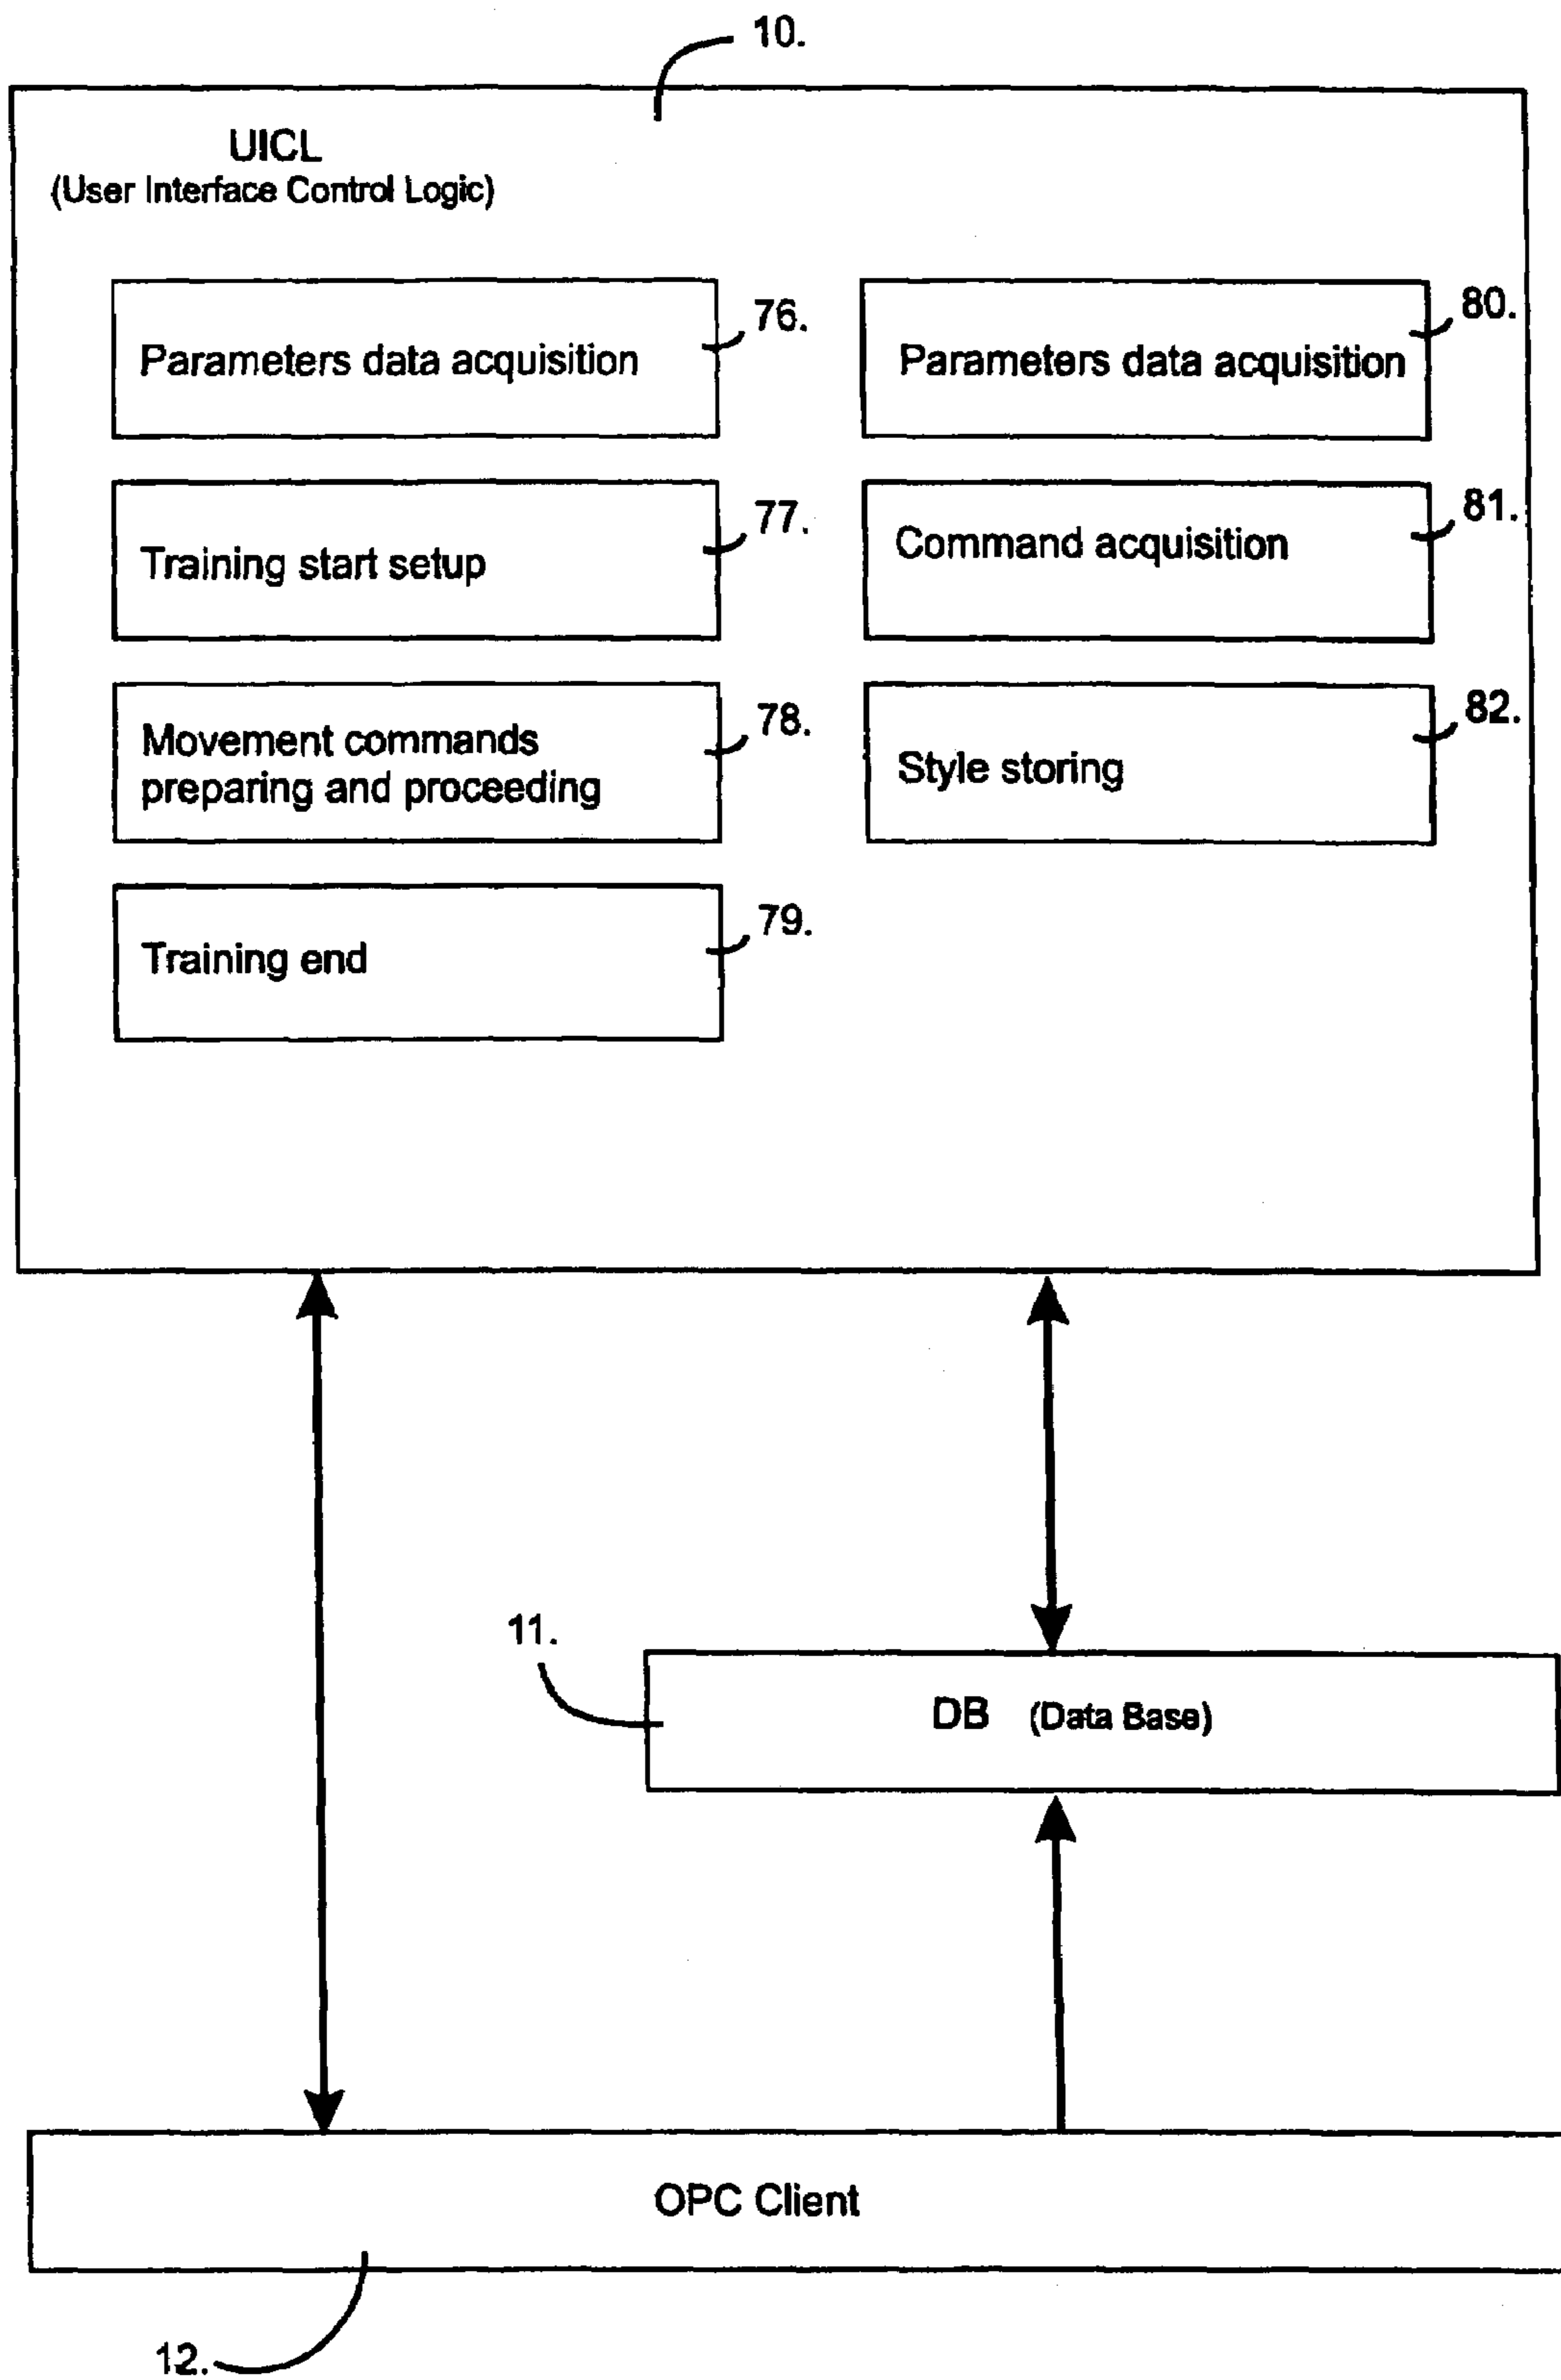 10.
UICL
(User Interface Control Logic)
Parameters data acquisition
76.
Parameters data acquisition
80.
Training start setup
77.
Command acquisition
81.
Movement commands
preparing and proceeding
78.
Style storing
82.
Training end
79.
11.
DB (Data Base)
OPC Client
12.